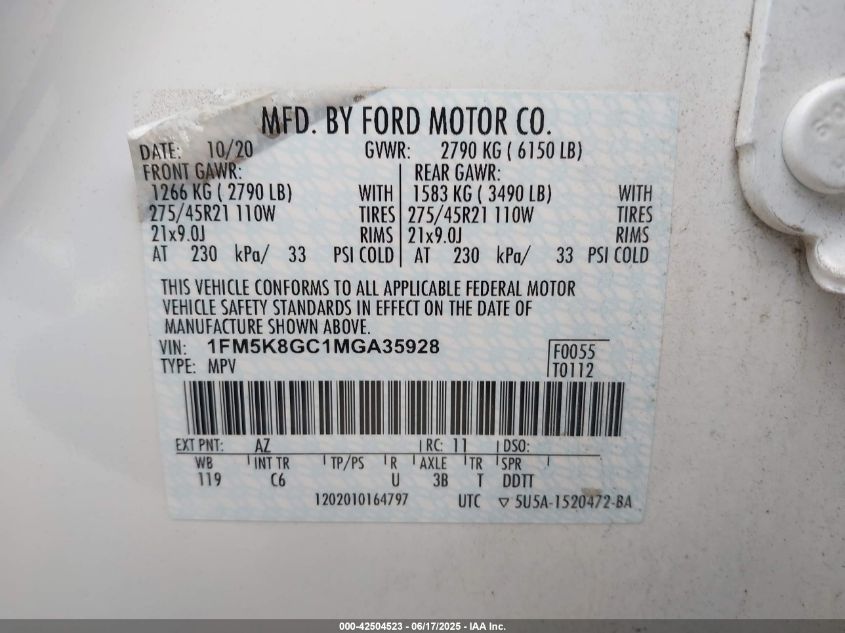 MFD. BY FORD MOTOR CO.
DATE: 10/20 GVWR: 2790 KG ( 6150 LB)
FRONT GAWR: REAR GAWR:
1266 KG ( 2790 LB) WITH 1583 KG ( 3490 LB) WITH
275/45R21 110W TIRES 275/45R21 110W TIRES
21x9.0J RIMS 21x9.0J RIMS
AT 230 kPa/ 33 PSI COLD AT 230 kPa/ 33 PSI COLD
THIS VEHICLE CONFORMS TO ALL APPLICABLE FEDERAL MOTOR
VEHICLE SAFETY STANDARDS IN EFFECT ON THE DATE OF
MANUFACTURE SHOWN ABOVE.
VIN: 1FM5K8GC1MGA35928 F0055
TYPE: MPV T0112
EXT PNT: AZ RC: 11 DSO:
WB INT TR TP/PS R AXLE TR SPR
119 C6 U 3B T DDTT
1202010164797 UTC ▽ 5U5A-1520472-BA
000-42504523 - 06/17/2025 - IAA Inc.